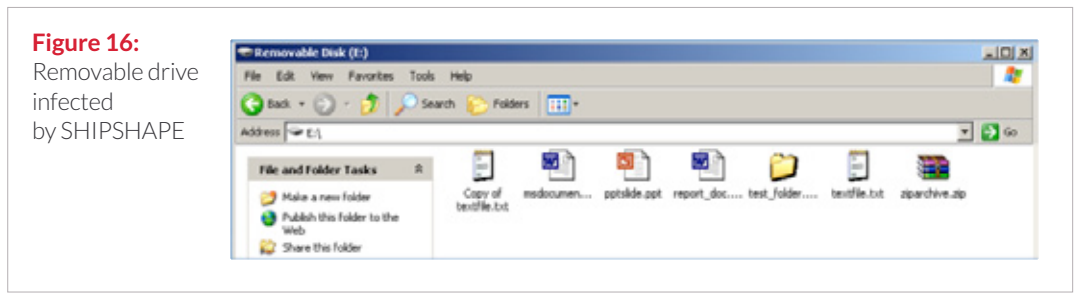 Figure 16:
Removable drive
infected
by SHIPSHAPE
Removable Disk (E:)
File Edit View Favorites Tools Help
Back Search Folders
Address E:\ Go
File and Folder Tasks
Make a new folder
Publish this folder to the
Web
Share this folder
Copy of
textfile.txt
msdocumen... pptslide.ppt report_doc.... test_folder.... textfile.txt ziparchive.zip